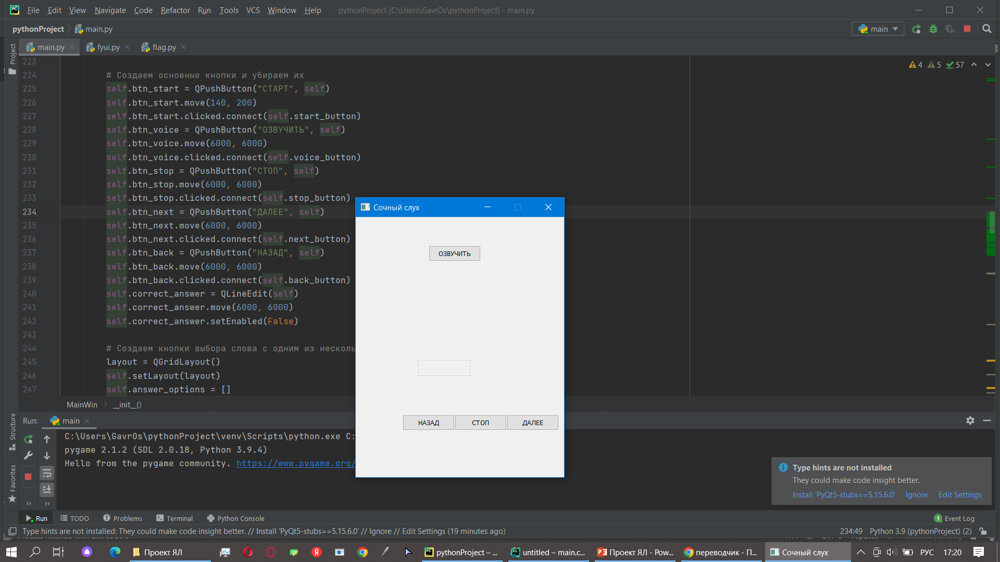 File Edit View Navigate Code Refactor Run Tools VCS Window Help pythonProject [C:\Users\GavrOs\pythonProject] - main.py
pythonProject main.py main
main.py fyui.py flag.py
Project
4 5 57
223
224 # Создаем основные кнопки и убираем их
225 self.btn_start = QPushButton("СТАРТ", self)
226 self.btn_start.move(140, 200)
227 self.btn_start.clicked.connect(self.start_button)
228 self.btn_voice = QPushButton("ОЗВУЧИТЬ", self)
229 self.btn_voice.move(6000, 6000)
230 self.btn_voice.clicked.connect(self.voice_button)
231 self.btn_stop = QPushButton("СТОП", self)
232 self.btn_stop.move(6000, 6000)
233 self.btn_stop.clicked.connect(self.stop_button)
234 self.btn_next = QPushButton("ДАЛЕЕ", self)
235 self.btn_next.move(6000, 6000)
236 self.btn_next.clicked.connect(self.next_button)
237 self.btn_back = QPushButton("НАЗАД", self)
238 self.btn_back.move(6000, 6000)
239 self.btn_back.clicked.connect(self.back_button)
240 self.correct_answer = QLineEdit(self)
241 self.correct_answer.move(6000, 6000)
242 self.correct_answer.setEnabled(False)
243
244 # Создаем кнопки выбора слова с одним из несколь
245 layout = QGridLayout()
246 self.setLayout(layout)
247 self.answer_options = []
Сочный слух
ОЗВУЧИТЬ
НАЗАД СТОП ДАЛЕЕ
MainWin __init__()
Structure
Favorites
Run: main
C:\Users\GavrOs\pythonProject\venv\Scripts\python.exe C:
pygame 2.1.2 (SDL 2.0.18, Python 3.9.4)
Hello from the pygame community. https://www.pygame.org/
Type hints are not installed
They could make code insight better.
Install 'PyQt5-stubs==5.15.6.0' Ignore Edit Settings
Run TODO Problems Terminal Python Console 1 Event Log
Type hints are not installed: They could make code insight better. // Install 'PyQt5-stubs==5.15.6.0' // Ignore // Edit Settings (19 minutes ago) 234:49 Python 3.9 (pythonProject) (2)
Проект ЯЛ pythonProject – ... untitled – main.c... Проект ЯЛ - Pow... переводчик - П... Сочный слух РУС 17:20